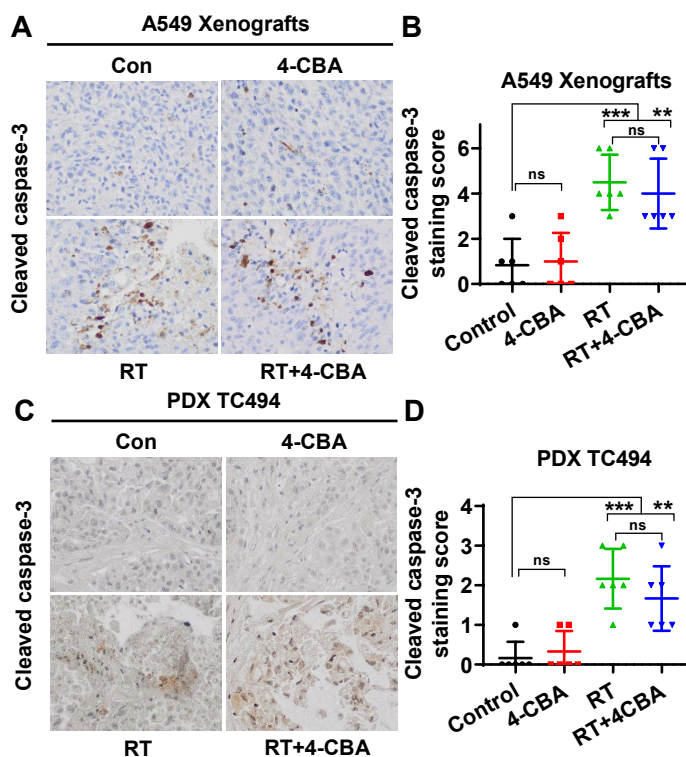 A
A549 Xenografts
Con
4-CBA
Cleaved caspase-3
RT
RT+4-CBA
B
A549 Xenografts
Cleaved caspase-3
staining score
6
4
2
0
ns
***
**
ns
Control
4-CBA
RT
RT+4-CBA
C
PDX TC494
Con
4-CBA
Cleaved caspase-3
RT
RT+4-CBA
D
PDX TC494
Cleaved caspase-3
staining score
4
3
2
1
0
ns
***
**
ns
Control
4-CBA
RT
RT+4CBA